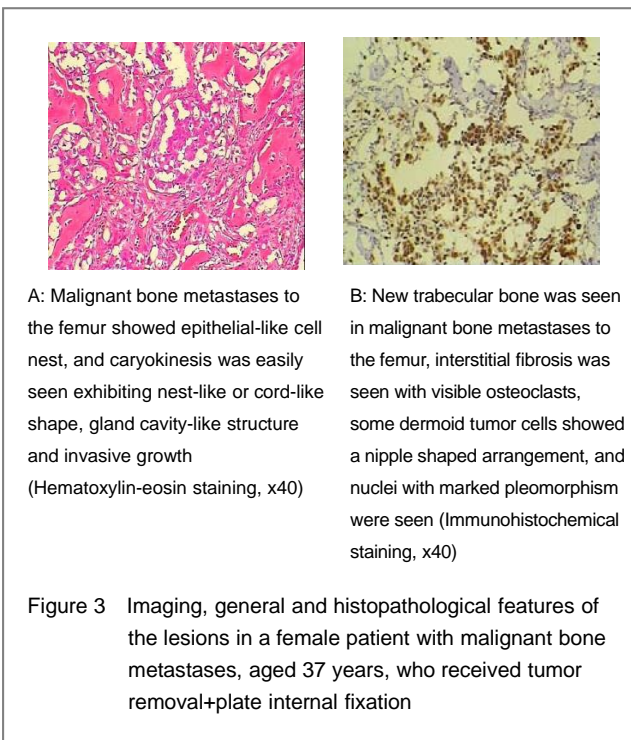 A: Malignant bone metastases to
the femur showed epithelial-like cell
nest, and caryokinesis was easily
seen exhibiting nest-like or cord-like
shape, gland cavity-like structure
and invasive growth
(Hematoxylin-eosin staining, x40)
B: New trabecular bone was seen
in malignant bone metastases to
the femur, interstitial fibrosis was
seen with visible osteoclasts,
some dermoid tumor cells showed
a nipple shaped arrangement, and
nuclei with marked pleomorphism
were seen (Immunohistochemical
staining, x40)
Figure 3 Imaging, general and histopathological features of
the lesions in a female patient with malignant bone
metastases, aged 37 years, who received tumor
removal+plate internal fixation